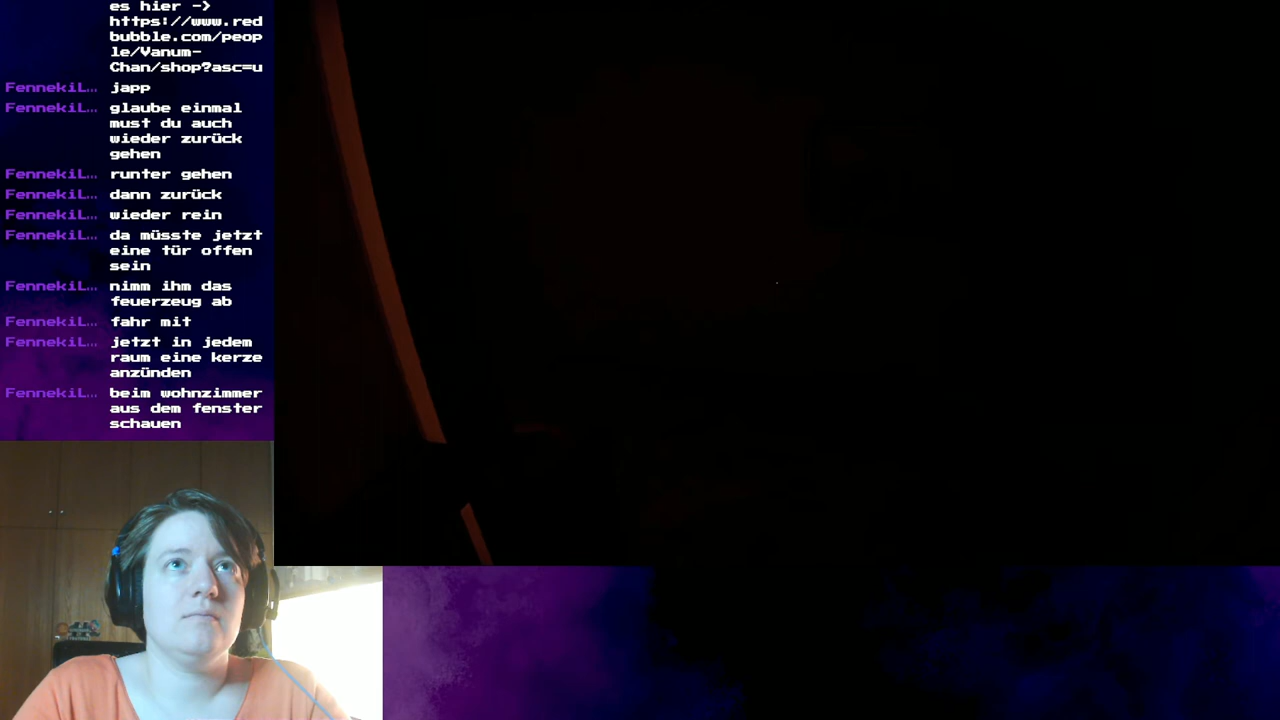 es hier ->
https://www.red
bubble.com/peop
le/Vanum-
Chan/shop?asc=u
FennekiL… japp
FennekiL… glaube einmal
must du auch
wieder zurück
gehen
FennekiL… runter gehen
FennekiL… dann zurück
FennekiL… wieder rein
FennekiL… da müsste jetzt
eine tür offen
sein
FennekiL… nimm ihm das
feuerzeug ab
FennekiL… fahr mit
FennekiL… jetzt in jedem
raum eine kerze
anzünden
FennekiL… beim wohnzimmer
aus dem fenster
schauen